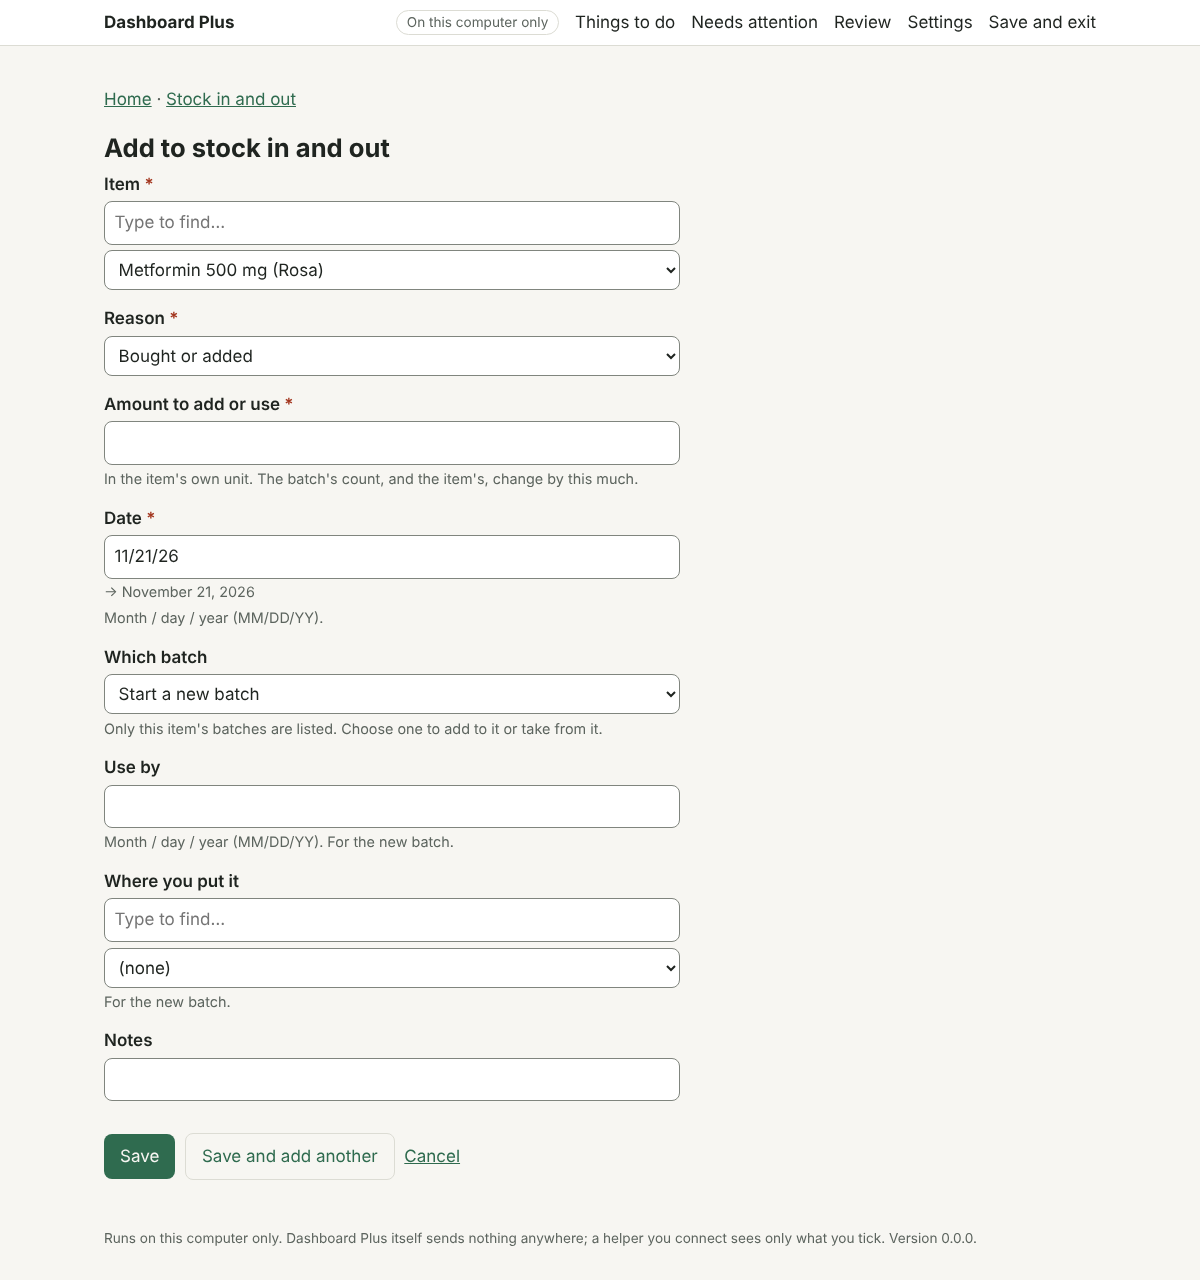 Dashboard Plus
On this computer only Things to do Needs attention Review Settings Save and exit
Home · Stock in and out
Add to stock in and out
Item *
Type to find...
Metformin 500 mg (Rosa)
Reason *
Bought or added
Amount to add or use *
In the item's own unit. The batch's count, and the item's, change by this much.
Date *
11/21/26
→ November 21, 2026
Month / day / year (MM/DD/YY).
Which batch
Start a new batch
Only this item's batches are listed. Choose one to add to it or take from it.
Use by
Month / day / year (MM/DD/YY). For the new batch.
Where you put it
Type to find...
(none)
For the new batch.
Notes
Save Save and add another Cancel
Runs on this computer only. Dashboard Plus itself sends nothing anywhere; a helper you connect sees only what you tick. Version 0.0.0.